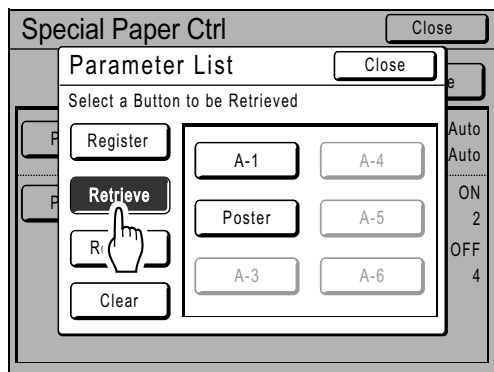 Special Paper Ctrl
Close
Parameter List
Close
Select a Button to be Retrieved
Register
Retrieve
Clear
A-1
A-4
Poster
A-5
A-3
A-6
Auto
Auto
ON
2
OFF
4